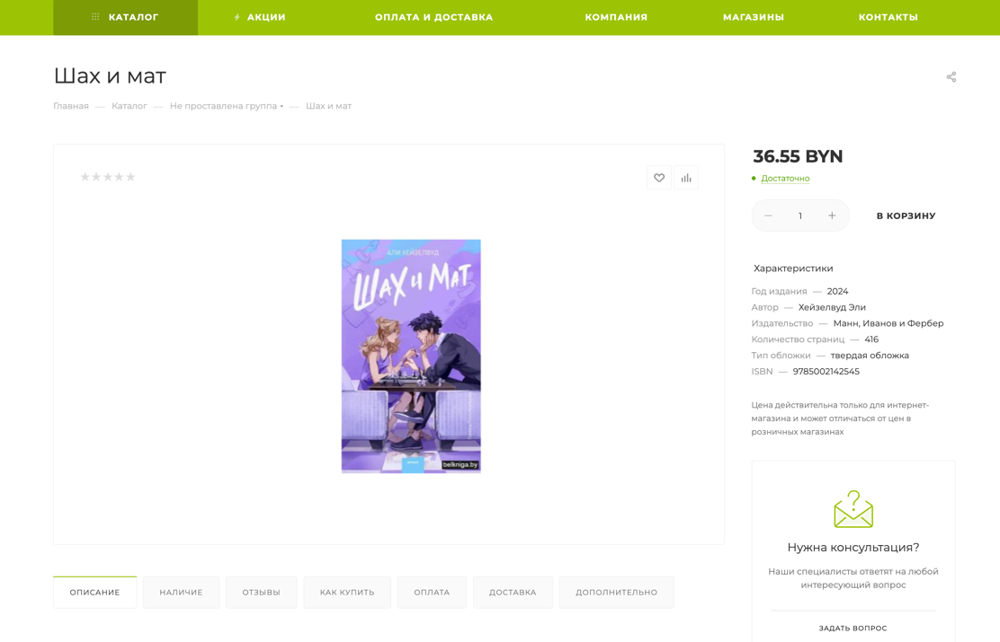 КАТАЛОГ
АКЦИИ
ОПЛАТА И ДОСТАВКА
КОМПАНИЯ
МАГАЗИНЫ
КОНТАКТЫ
Шах и мат
Главная — Каталог — Не проставлена группа — Шах и мат
36.55 BYN
Достаточно
1
В КОРЗИНУ
АЛИ ХЕЙЗЕЛВУД
ШАХ И МАТ
belkniga.by
Характеристики
Год издания — 2024
Автор — Хейзелвуд Эли
Издательство — Манн, Иванов и Фербер
Количество страниц — 416
Тип обложки — твердая обложка
ISBN — 9785002142545
Цена действительна только для интернет-
магазина и может отличаться от цен в
розничных магазинах
Нужна консультация?
Наши специалисты ответят на любой
интересующий вопрос
ЗАДАТЬ ВОПРОС
ОПИСАНИЕ
НАЛИЧИЕ
ОТЗЫВЫ
КАК КУПИТЬ
ОПЛАТА
ДОСТАВКА
ДОПОЛНИТЕЛЬНО